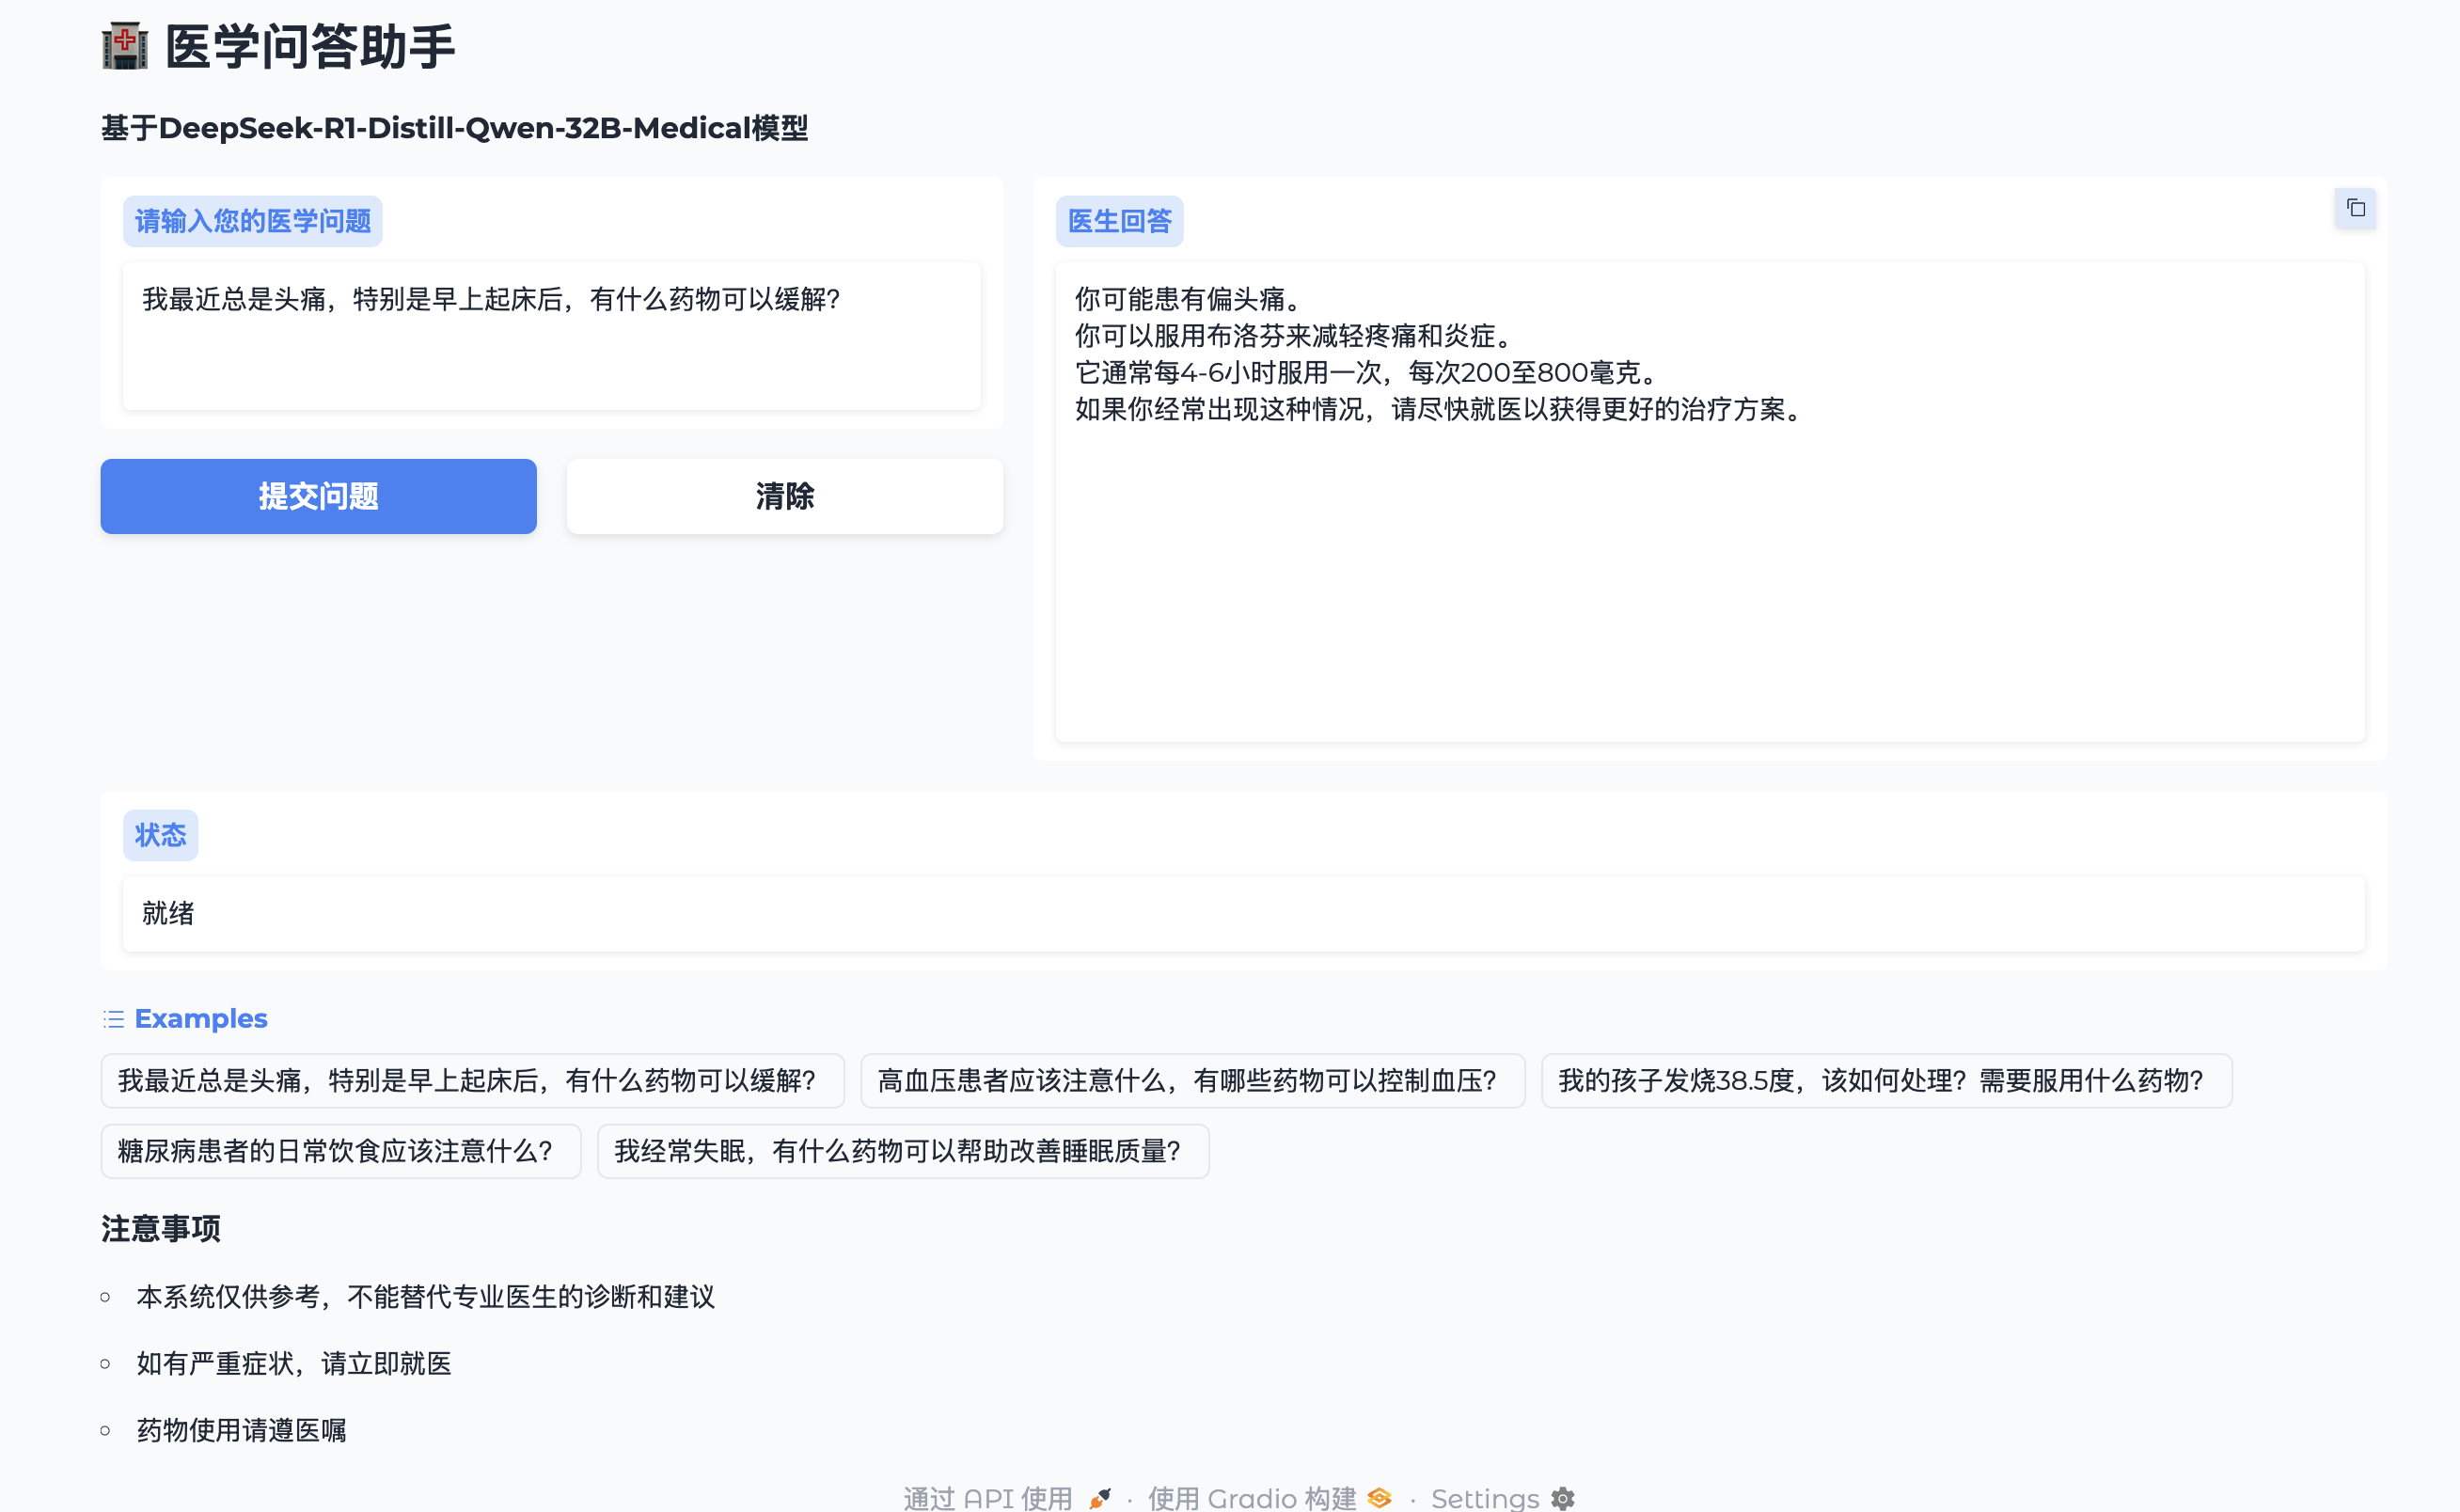 🏥 医学问答助手
基于DeepSeek-R1-Distill-Qwen-32B-Medical模型
请输入您的医学问题
我最近总是头痛，特别是早上起床后，有什么药物可以缓解？
提交问题
清除
医生回答
你可能患有偏头痛。
你可以服用布洛芬来减轻疼痛和炎症。
它通常每4-6小时服用一次，每次200至800毫克。
如果你经常出现这种情况，请尽快就医以获得更好的治疗方案。
状态
就绪
Examples
我最近总是头痛，特别是早上起床后，有什么药物可以缓解？
高血压患者应该注意什么，有哪些药物可以控制血压？
我的孩子发烧38.5度，该如何处理？需要服用什么药物？
糖尿病患者的日常饮食应该注意什么？
我经常失眠，有什么药物可以帮助改善睡眠质量？
注意事项
本系统仅供参考，不能替代专业医生的诊断和建议
如有严重症状，请立即就医
药物使用请遵医嘱
通过 API 使用 · 使用 Gradio 构建 · Settings